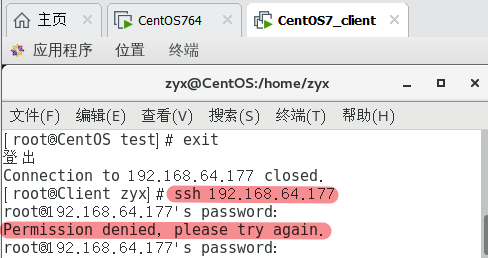 主页 CentOS764 CentOS7_client
应用程序 位置 终端
zyx@CentOS:/home/zyx
文件(F) 编辑(E) 查看(V) 搜索(S) 终端(T) 帮助(H)
[root@CentOS test]# exit
登出
Connection to 192.168.64.177 closed.
[root@Client zyx]# ssh 192.168.64.177
root@192.168.64.177's password:
Permission denied, please try again.
root@192.168.64.177's password: